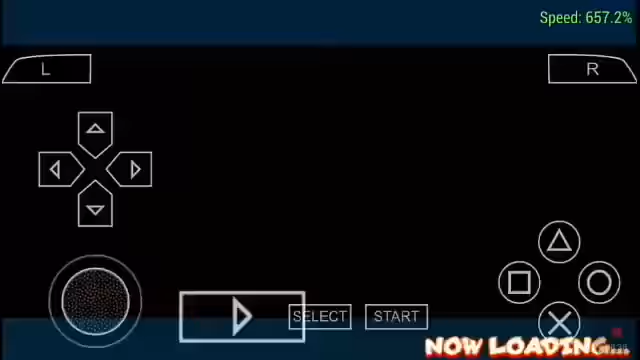 Speed: 657.2%
L
R
SELECT
START
NOW LOADING...